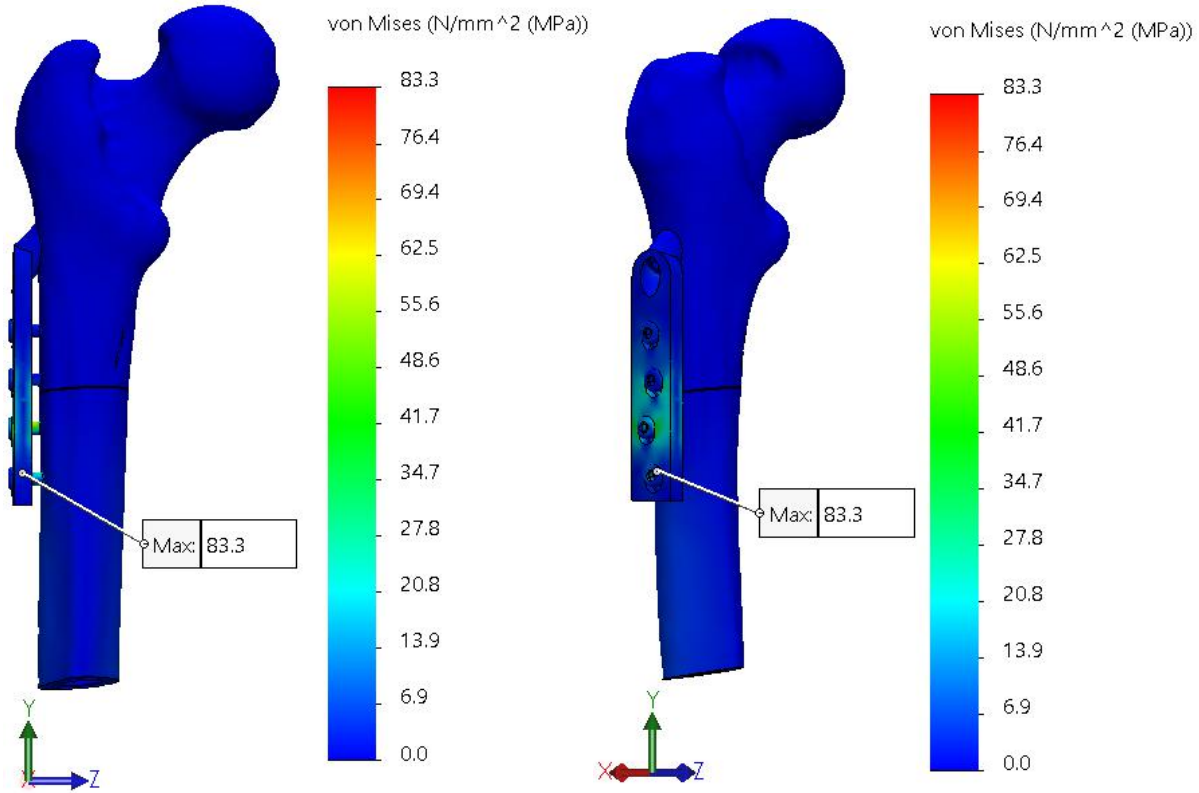 von Mises (N/mm^2 (MPa))
83.3
76.4
69.4
62.5
55.6
48.6
41.7
34.7
27.8
20.8
13.9
6.9
0.0
Max: 83.3
Y
X
Z
von Mises (N/mm^2 (MPa))
83.3
76.4
69.4
62.5
55.6
48.6
41.7
34.7
27.8
20.8
13.9
6.9
0.0
Max: 83.3
Y
X
Z